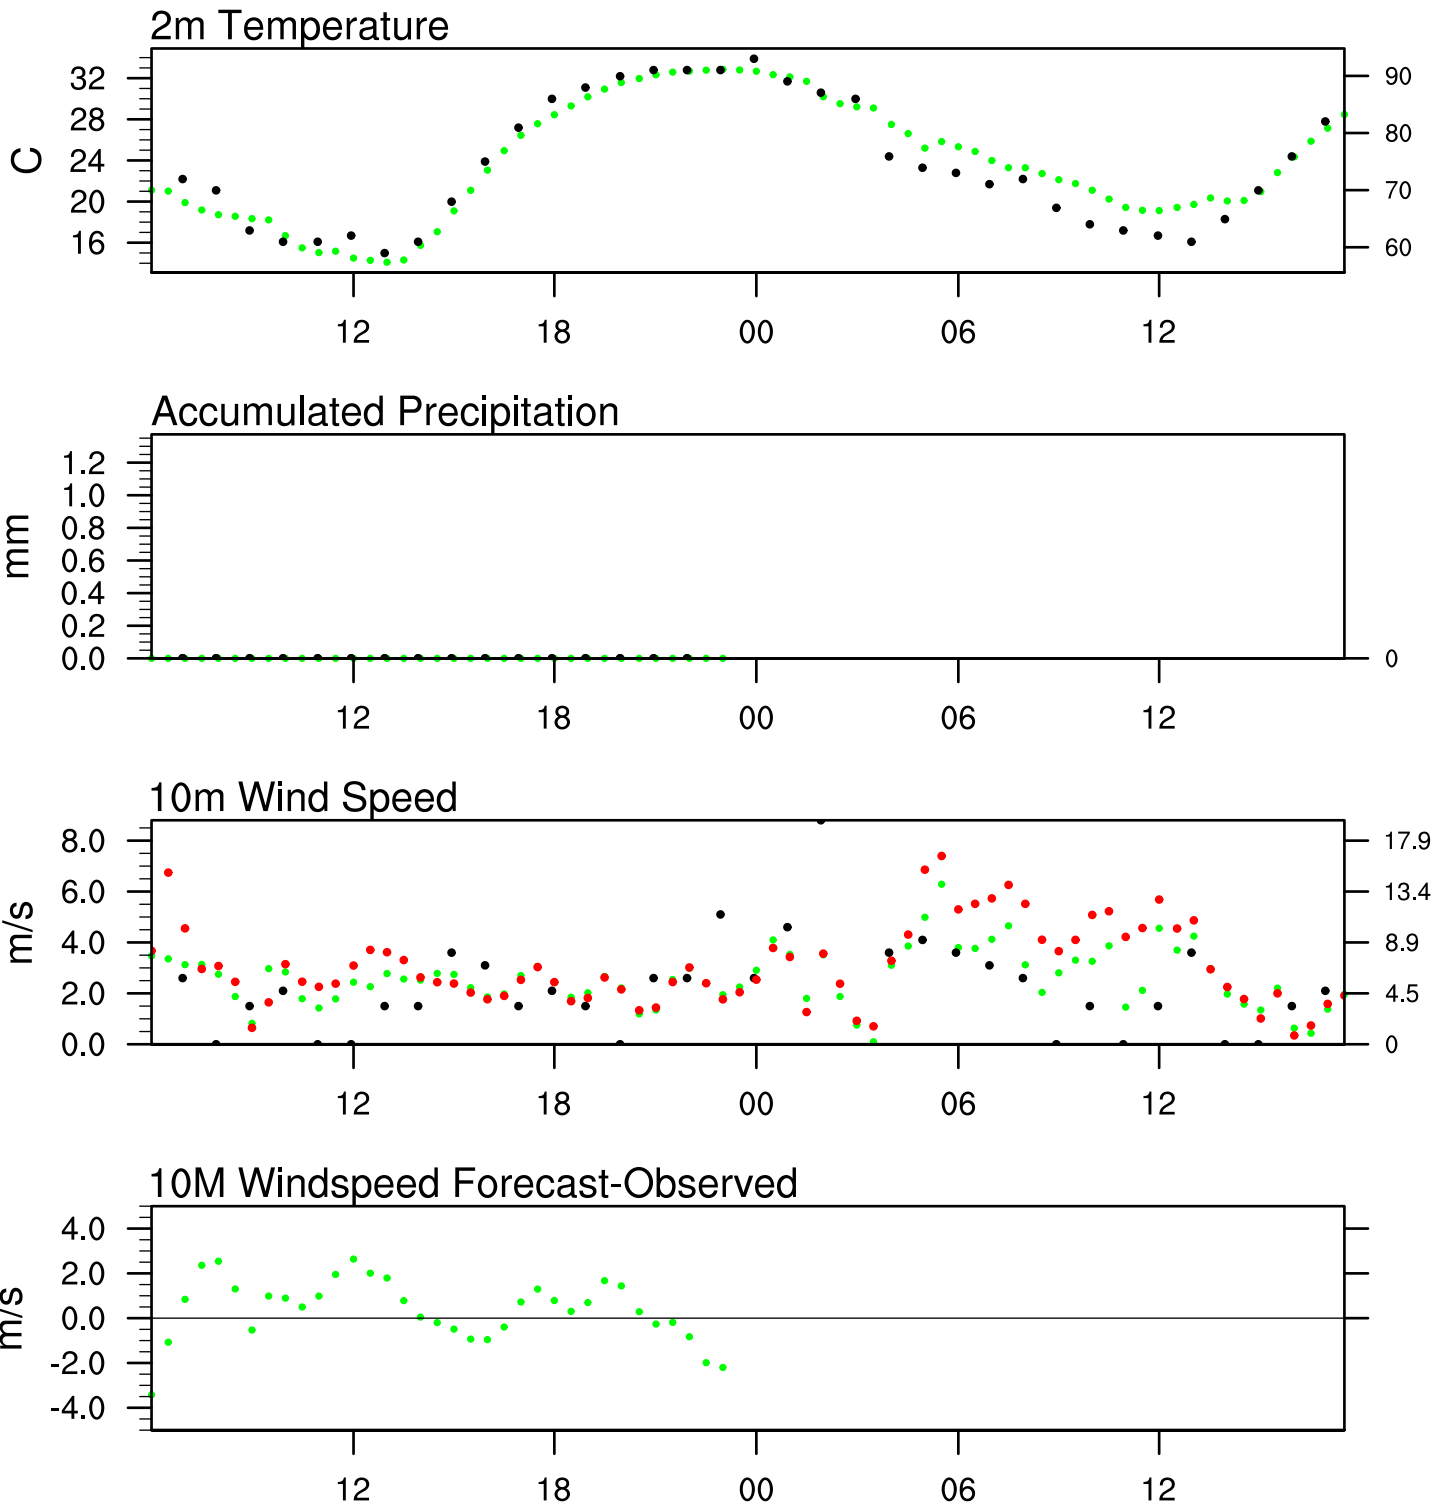 2m Temperature
C
32
28
24
20
16
90
80
70
60
12 18 00 06 12
Accumulated Precipitation
mm
1.2
1.0
0.8
0.6
0.4
0.2
0.0
0
12 18 00 06 12
10m Wind Speed
m/s
8.0
6.0
4.0
2.0
0.0
17.9
13.4
8.9
4.5
0
12 18 00 06 12
10M Windspeed Forecast-Observed
m/s
4.0
2.0
0.0
-2.0
-4.0
12 18 00 06 12